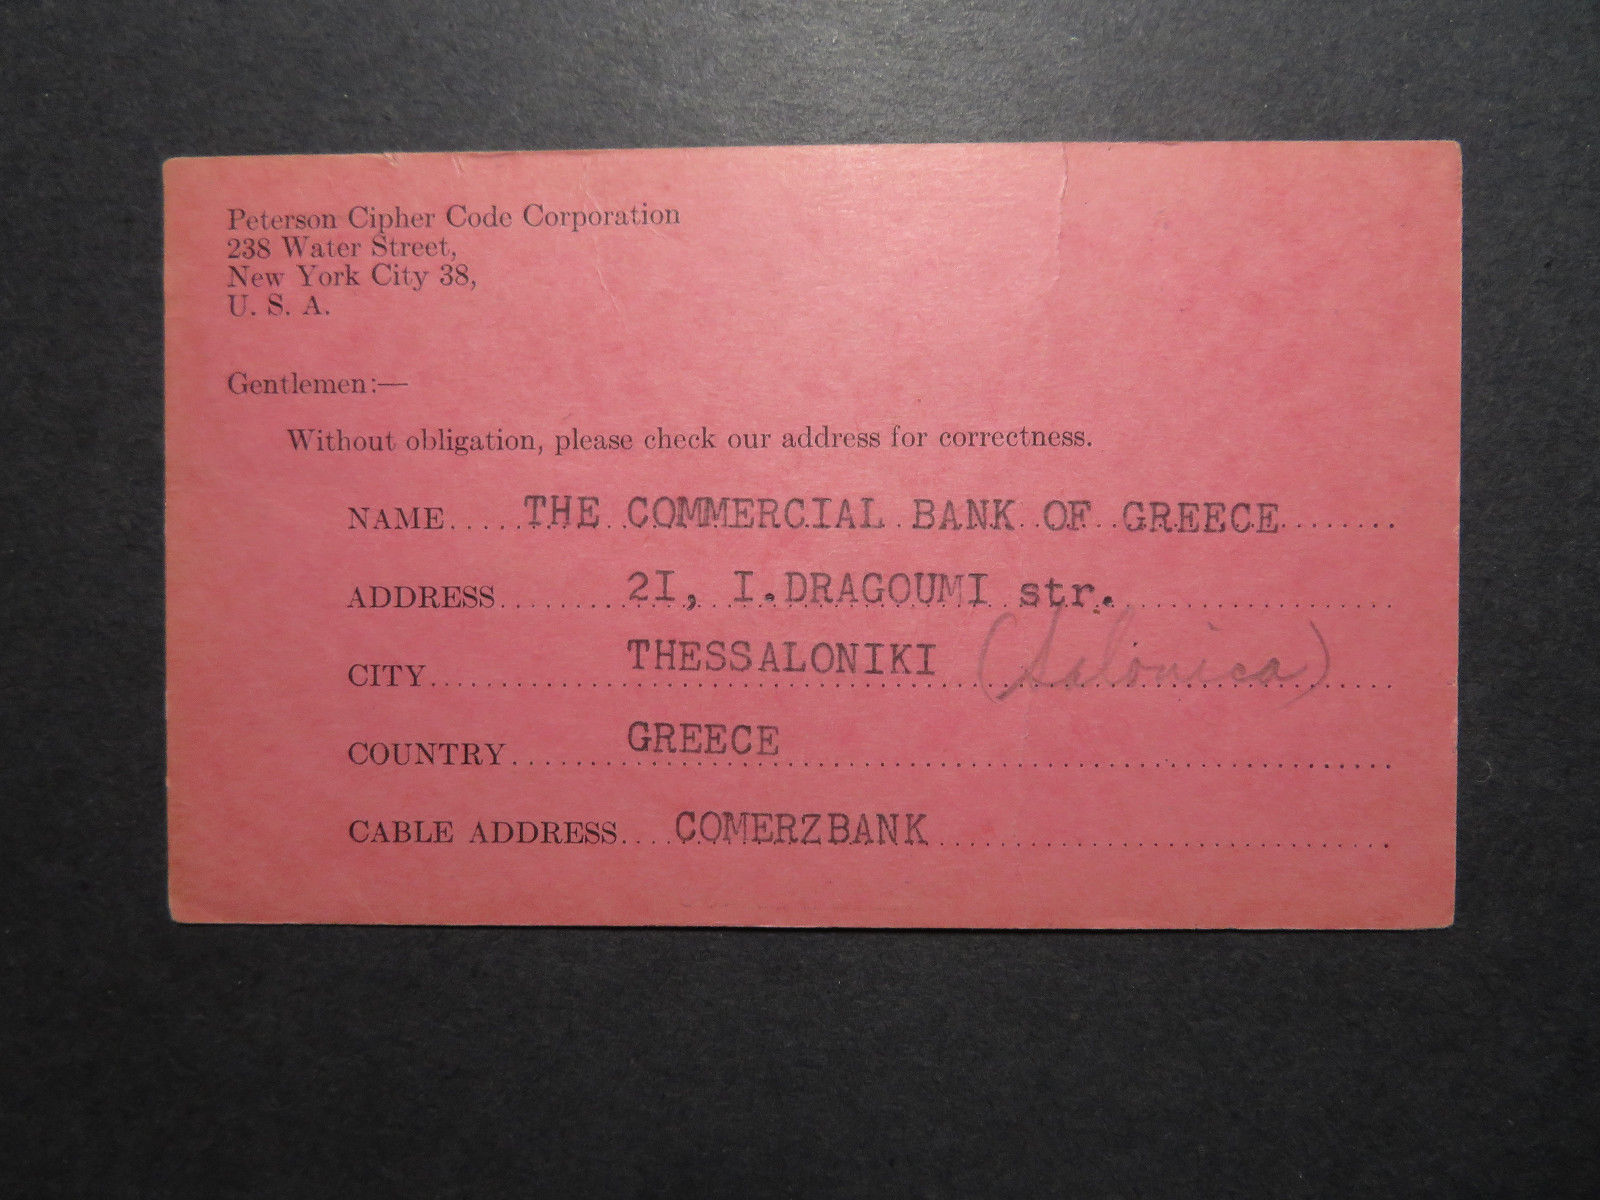 Peterson Cipher Code Corporation
238 Water Street,
New York City 38,
U. S. A.
Gentlemen:—
Without obligation, please check our address for correctness.
NAME.....THE COMMERCIAL BANK OF GREECE........
ADDRESS........21, I.DRAGOUMI str.........
CITY........THESSALONIKI (Salonica)....
COUNTRY........GREECE........
CABLE ADDRESS....COMERZBANK........